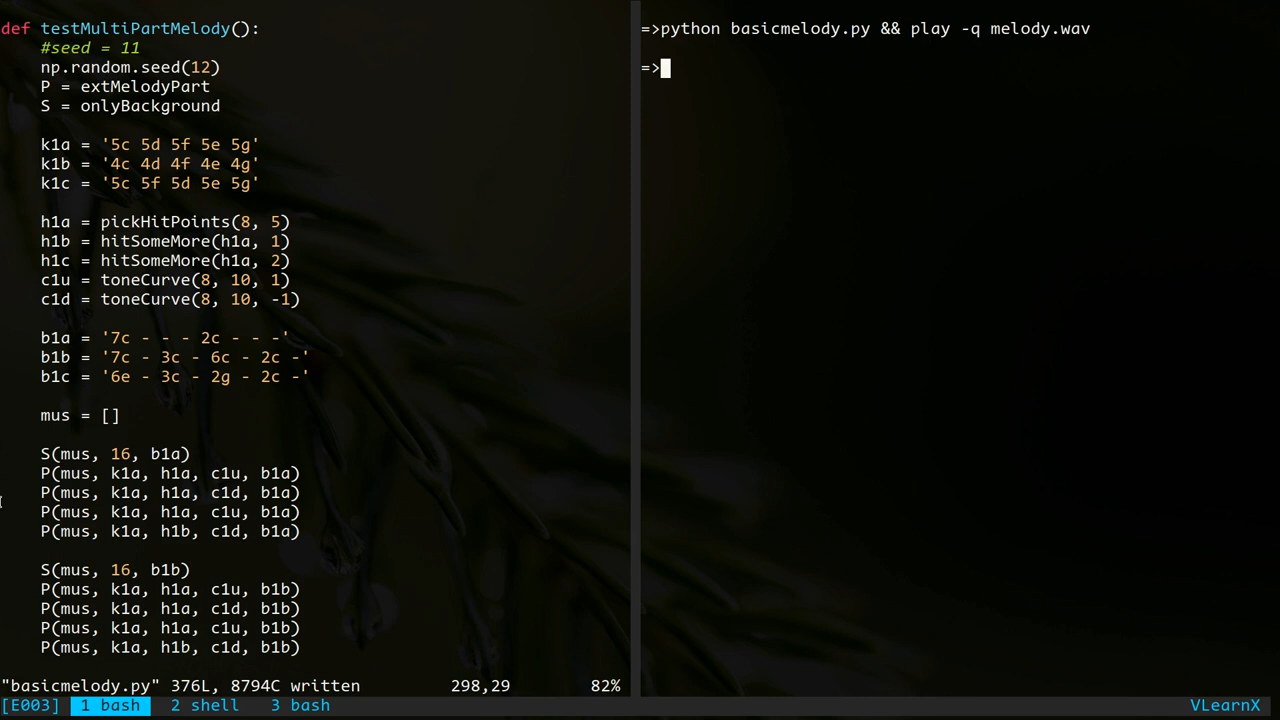 def testMultiPartMelody():
    #seed = 11
    np.random.seed(12)
    P = extMelodyPart
    S = onlyBackground
    k1a = '5c 5d 5f 5e 5g'
    k1b = '4c 4d 4f 4e 4g'
    k1c = '5c 5f 5d 5e 5g'
    h1a = pickHitPoints(8, 5)
    h1b = hitSomeMore(h1a, 1)
    h1c = hitSomeMore(h1a, 2)
    c1u = toneCurve(8, 10, 1)
    c1d = toneCurve(8, 10, -1)
    b1a = '7c - - - 2c - - -'
    b1b = '7c - 3c - 6c - 2c -'
    b1c = '6e - 3c - 2g - 2c -'
    mus = []
    S(mus, 16, b1a)
    P(mus, k1a, h1a, c1u, b1a)
    P(mus, k1a, h1a, c1d, b1a)
    P(mus, k1a, h1a, c1u, b1a)
    P(mus, k1a, h1b, c1d, b1a)
    S(mus, 16, b1b)
    P(mus, k1a, h1a, c1u, b1b)
    P(mus, k1a, h1a, c1d, b1b)
    P(mus, k1a, h1a, c1u, b1b)
    P(mus, k1a, h1b, c1d, b1b)
"basicmelody.py" 376L, 8794C written 298,29 82%
=>python basicmelody.py && play -q melody.wav
=>
[E003] 1 bash 2 shell 3 bash VLearnX